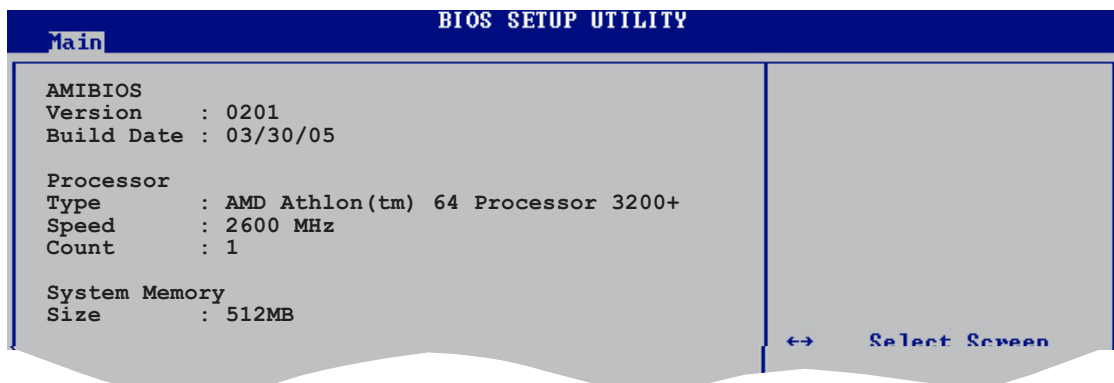 BIOS SETUP UTILITY
Main
AMIBIOS
Version : 0201
Build Date : 03/30/05
Processor
Type : AMD Athlon(tm) 64 Processor 3200+
Speed : 2600 MHz
Count : 1
System Memory
Size : 512MB
↔ Select Screen